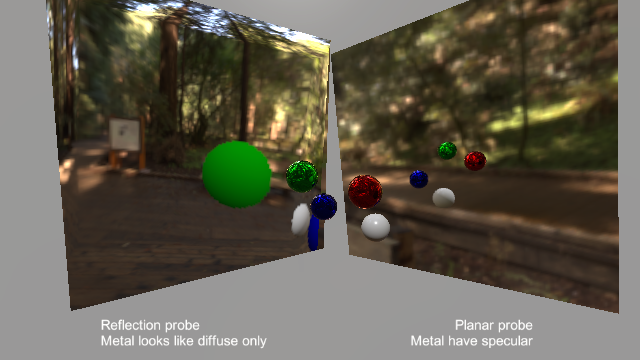 Reflection probe
Metal looks like diffuse only
Planar probe
Metal have specular